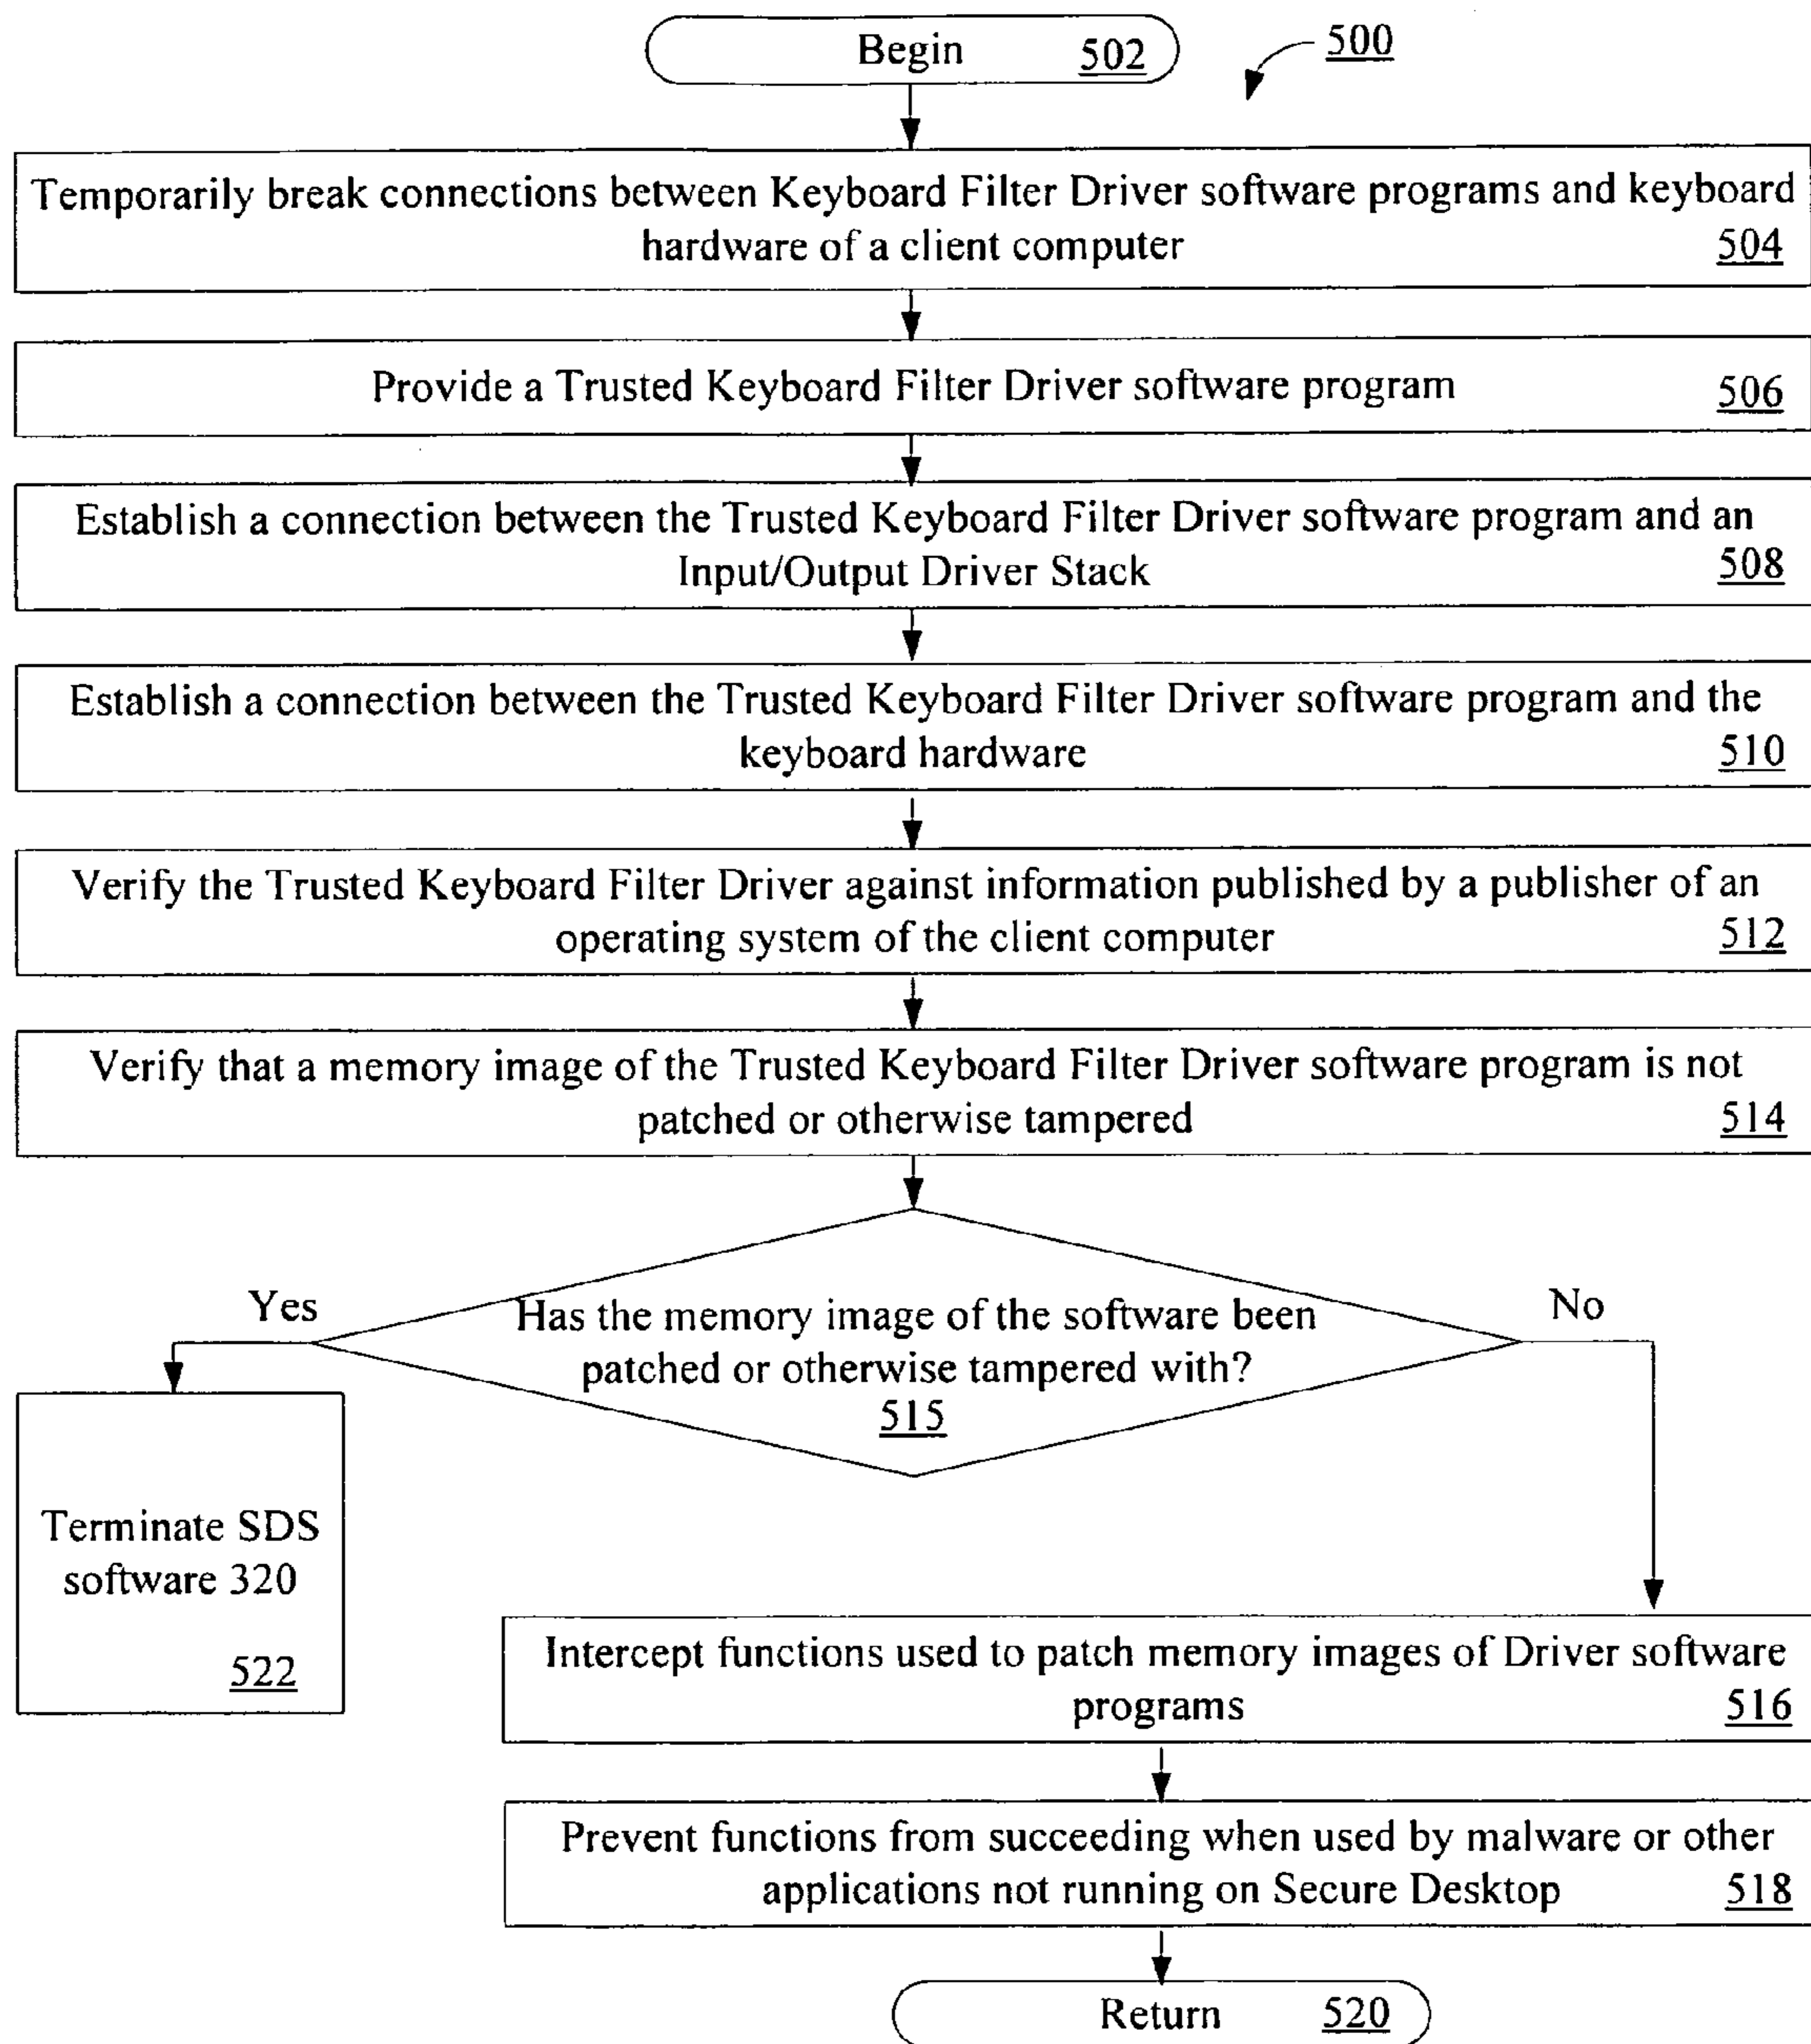 Begin 502
500
Temporarily break connections between Keyboard Filter Driver software programs and keyboard
hardware of a client computer 504
Provide a Trusted Keyboard Filter Driver software program 506
Establish a connection between the Trusted Keyboard Filter Driver software program and an
Input/Output Driver Stack 508
Establish a connection between the Trusted Keyboard Filter Driver software program and the
keyboard hardware 510
Verify the Trusted Keyboard Filter Driver against information published by a publisher of an
operating system of the client computer 512
Verify that a memory image of the Trusted Keyboard Filter Driver software program is not
patched or otherwise tampered 514
Yes
No
Has the memory image of the software been
patched or otherwise tampered with?
515
Terminate SDS
software 320
522
Intercept functions used to patch memory images of Driver software
programs 516
Prevent functions from succeeding when used by malware or other
applications not running on Secure Desktop 518
Return 520